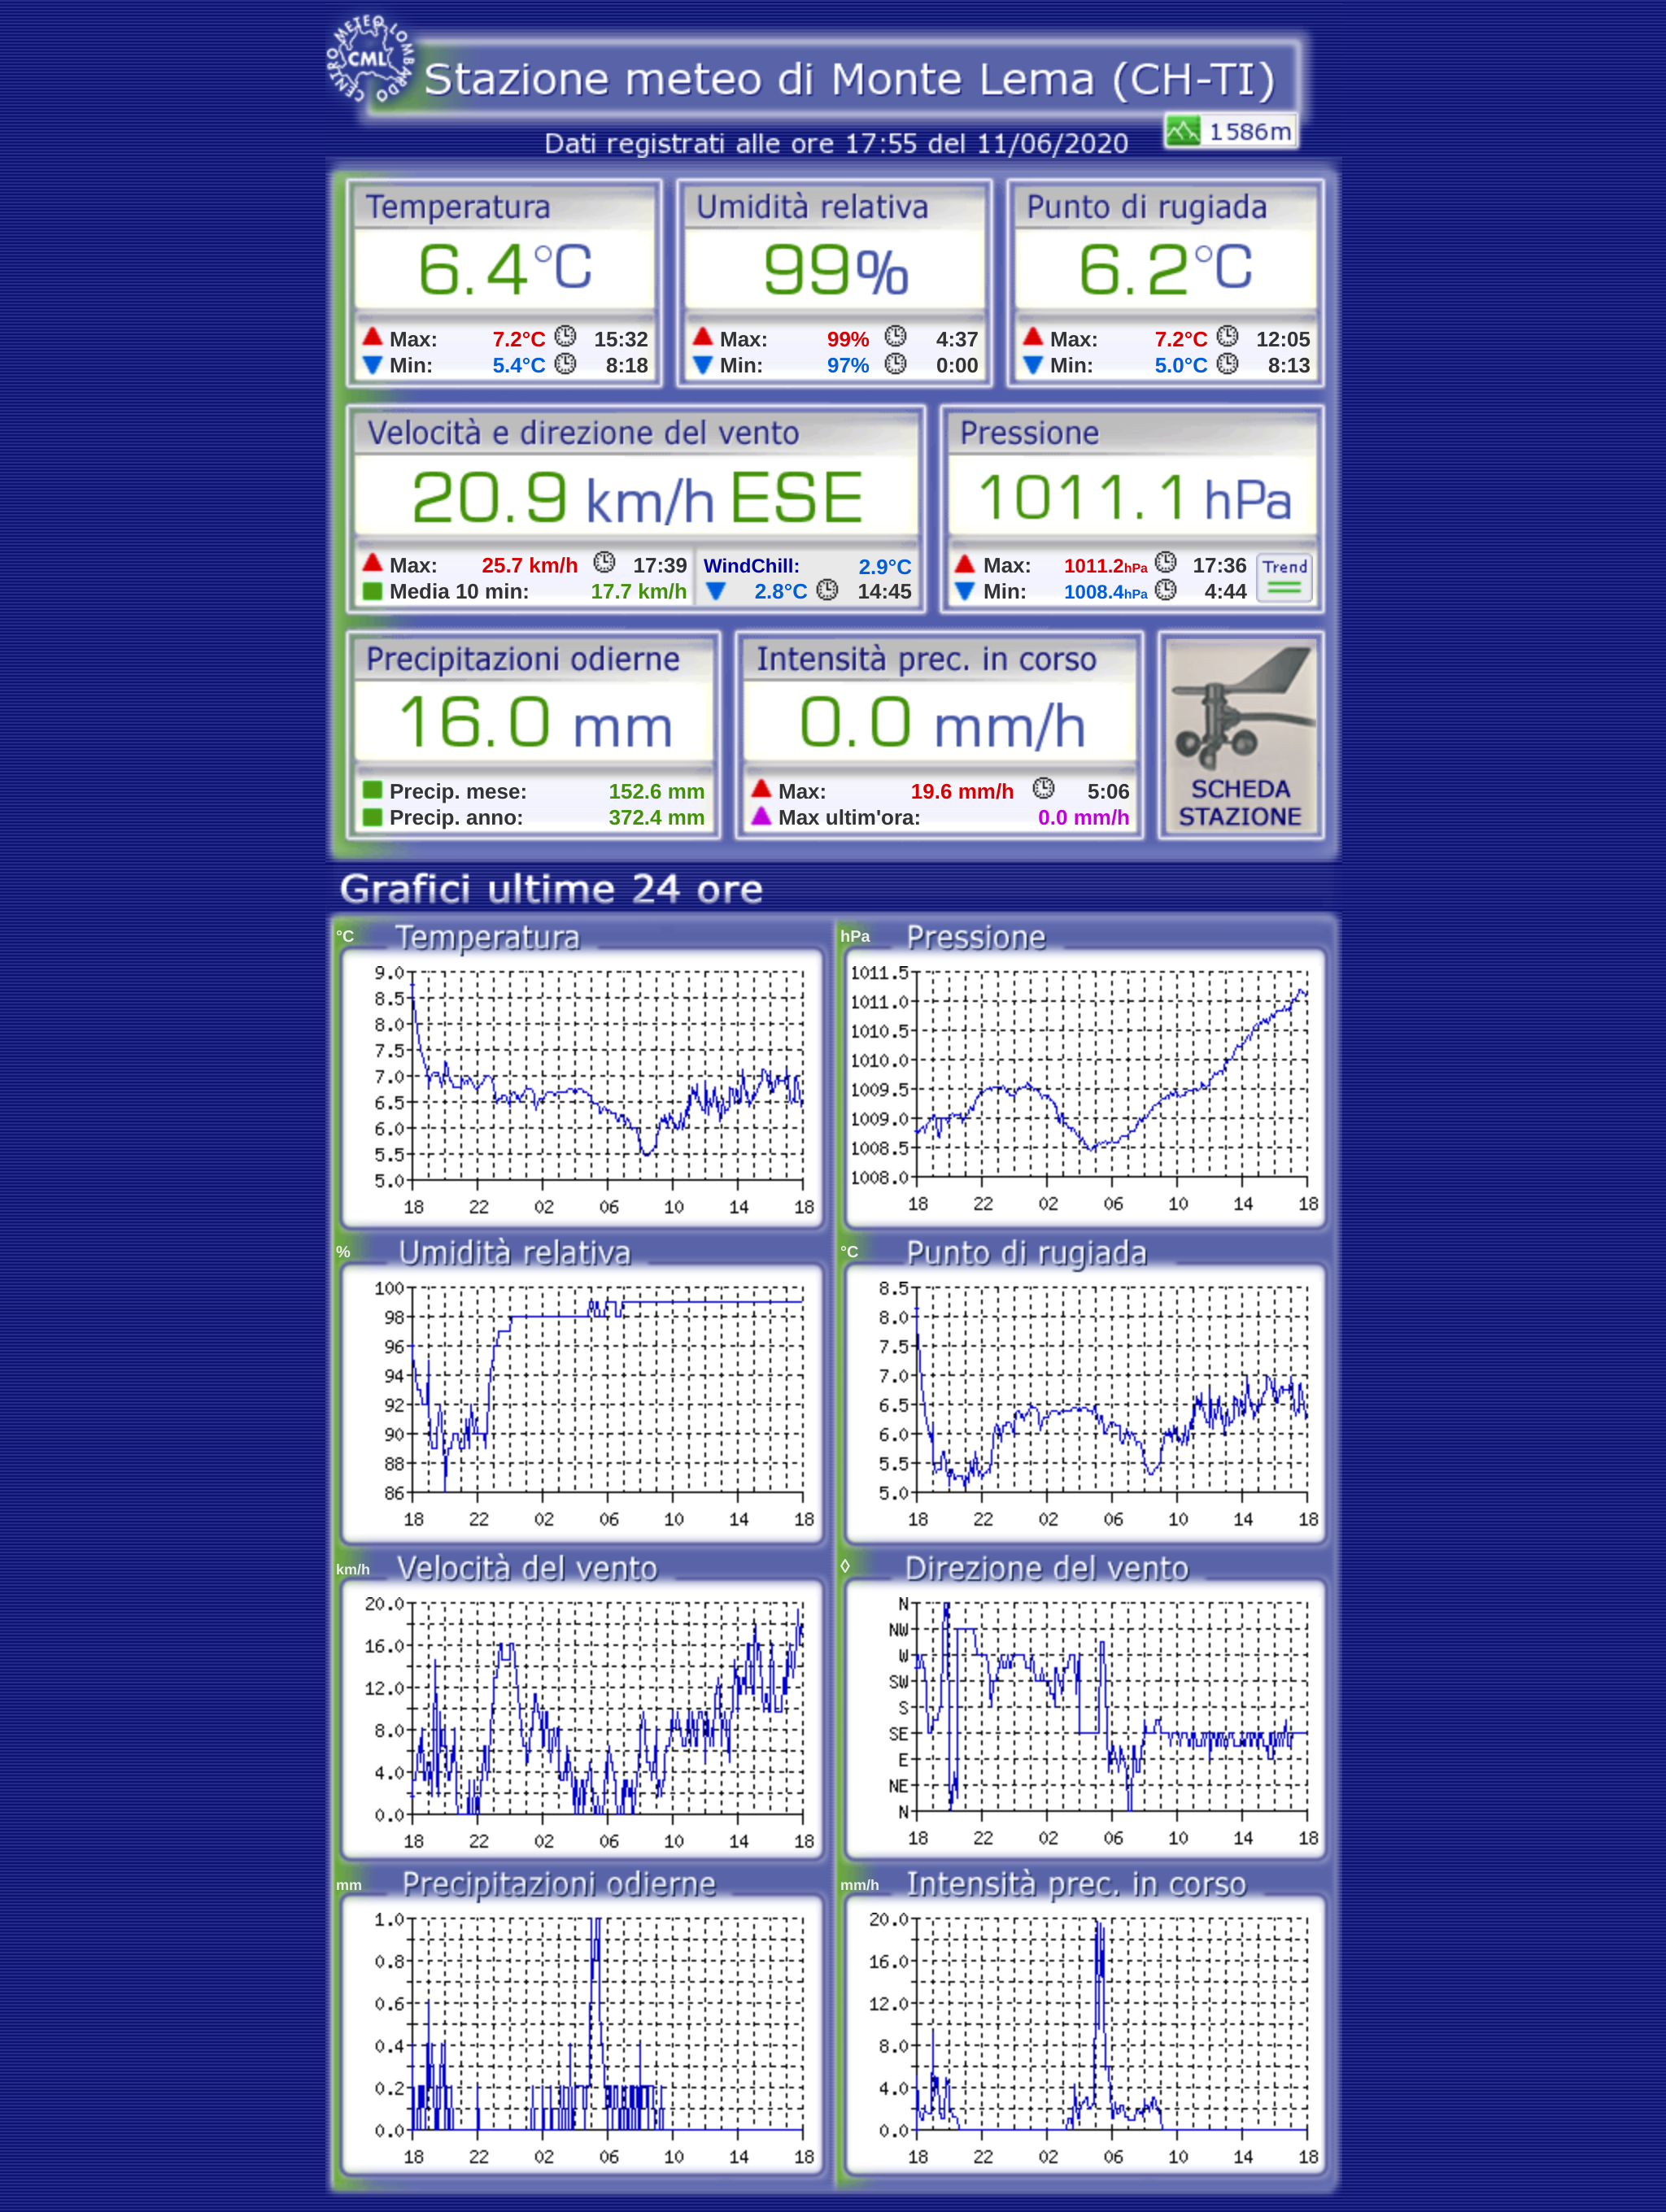 CENTRO METEO LOMBARDO
CML
Stazione meteo di Monte Lema (CH-TI)
Dati registrati alle ore 17:55 del 11/06/2020
1586m
Temperatura Umidità relativa Punto di rugiada
6.4°C 99% 6.2°C
Max: 7.2°C 15:32 Max: 99% 4:37 Max: 7.2°C 12:05
Min: 5.4°C 8:18 Min: 97% 0:00 Min: 5.0°C 8:13
Velocità e direzione del vento Pressione
20.9 km/h ESE 1011.1 hPa
Max: 25.7 km/h 17:39 WindChill: 2.9°C Max: 1011.2hPa 17:36 Trend
Media 10 min: 17.7 km/h 2.8°C 14:45 Min: 1008.4hPa 4:44
Precipitazioni odierne Intensità prec. in corso
16.0 mm 0.0 mm/h
Precip. mese: 152.6 mm Max: 19.6 mm/h 5:06 SCHEDA
Precip. anno: 372.4 mm Max ultim'ora: 0.0 mm/h STAZIONE
Grafici ultime 24 ore
°C Temperatura
9.0
8.5
8.0
7.5
7.0
6.5
6.0
5.5
5.0
18 22 02 06 10 14 18
hPa Pressione
1011.5
1011.0
1010.5
1010.0
1009.5
1009.0
1008.5
1008.0
18 22 02 06 10 14 18
% Umidità relativa
100
98
96
94
92
90
88
86
18 22 02 06 10 14 18
°C Punto di rugiada
8.5
8.0
7.5
7.0
6.5
6.0
5.5
5.0
18 22 02 06 10 14 18
km/h Velocità del vento
20.0
16.0
12.0
8.0
4.0
0.0
18 22 02 06 10 14 18
◊ Direzione del vento
N
NW
W
SW
S
SE
E
NE
N
18 22 02 06 10 14 18
mm Precipitazioni odierne
1.0
0.8
0.6
0.4
0.2
0.0
18 22 02 06 10 14 18
mm/h Intensità prec. in corso
20.0
16.0
12.0
8.0
4.0
0.0
18 22 02 06 10 14 18